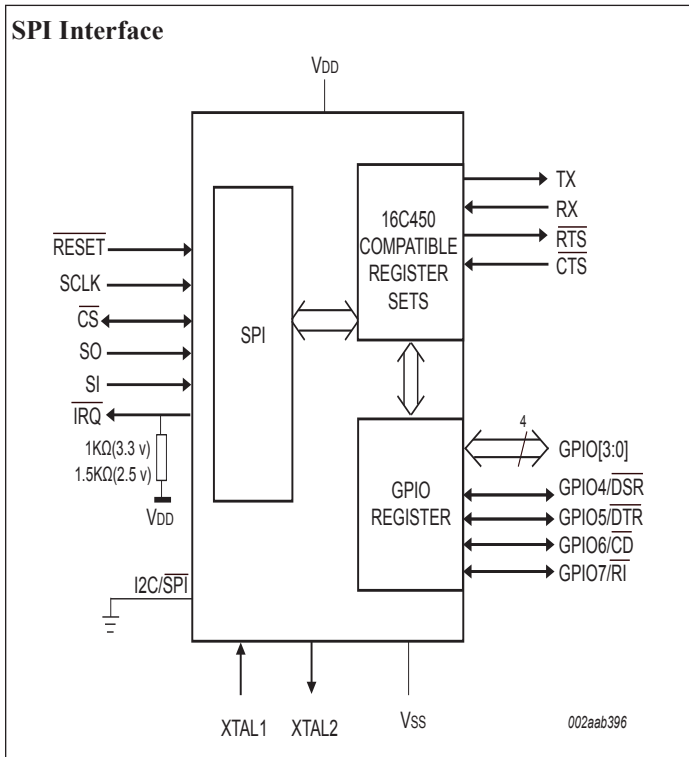 SPI Interface
VDD
RESET
SCLK
CS
SO
SI
IRQ
1KΩ(3.3 v)
1.5KΩ(2.5 v)
VDD
I2C/SPI
SPI
16C450
COMPATIBLE
REGISTER
SETS
GPIO
REGISTER
TX
RX
RTS
CTS
4
GPIO[3:0]
GPIO4/DSR
GPIO5/DTR
GPIO6/CD
GPIO7/RI
XTAL1
XTAL2
VSS
002aab396